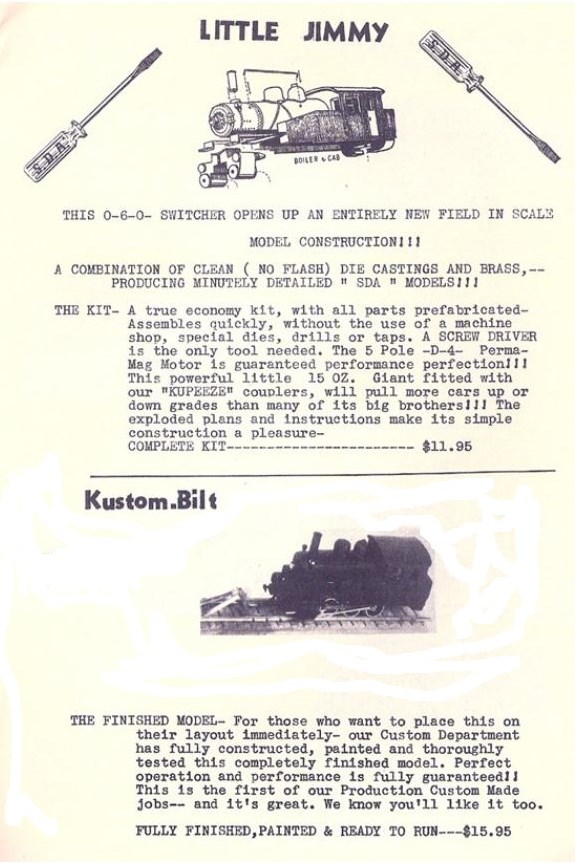 LITTLE JIMMY
SDA
SDA
BOILER & CAB
THIS 0-6-0- SWITCHER OPENS UP AN ENTIRELY NEW FIELD IN SCALE
MODEL CONSTRUCTION!!!
A COMBINATION OF CLEAN ( NO FLASH) DIE CASTINGS AND BRASS,--
PRODUCING MINUTELY DETAILED " SDA " MODELS!!!
THE KIT- A true economy kit, with all parts prefabricated-
Assembles quickly, without the use of a machine
shop, special dies, drills or taps. A SCREW DRIVER
is the only tool needed. The 5 Pole -D-4- Perma-
Mag Motor is guaranteed performance perfection!!!
This powerful little 15 OZ. Giant fitted with
our "KUPEEZE" couplers, will pull more cars up or
down grades than many of its big brothers!!! The
exploded plans and instructions make its simple
construction a pleasure-
COMPLETE KIT----------------------- $11.95
Kustom.Bilt
THE FINISHED MODEL- For those who want to place this on
their layout immediately- our Custom Department
has fully constructed, painted and thoroughly
tested this completely finished model. Perfect
operation and performance is fully guaranteed!!
This is the first of our Production Custom Made
jobs-- and it's great. We know you'll like it too.
FULLY FINISHED,PAINTED & READY TO RUN---$15.95